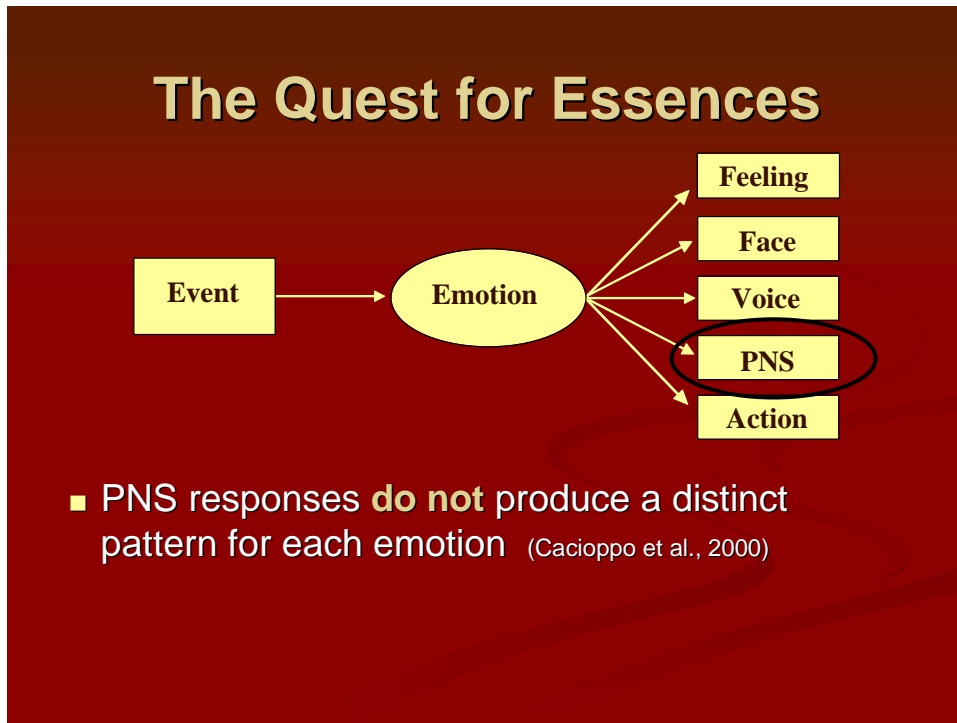 The Quest for Essences
Feeling
Face
Event
Emotion
Voice
PNS
Action
PNS responses do not produce a distinct
pattern for each emotion (Cacioppo et al., 2000)